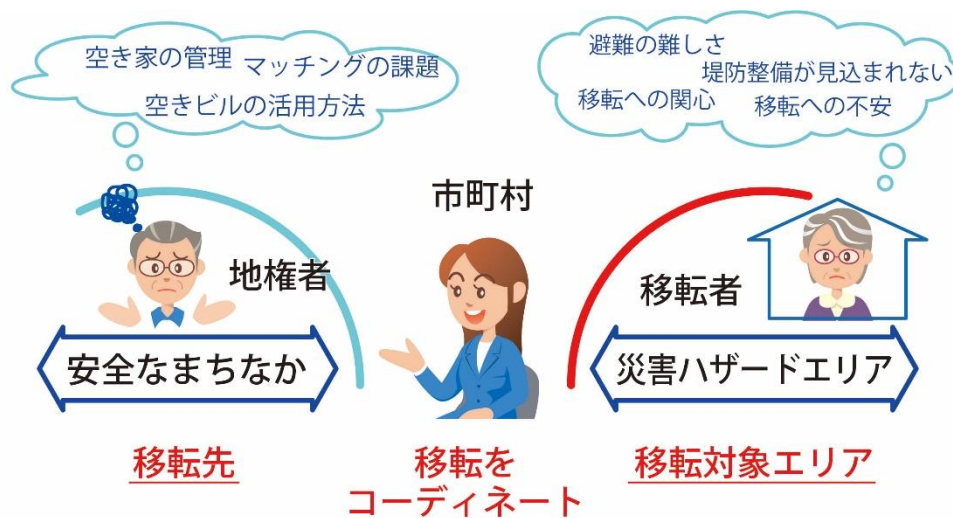 空き家の管理
マッチングの課題
空きビルの活用方法
避難の難しさ
堤防整備が見込まれない
移転への関心
移転への不安
市町村
地権者
移転者
安全なまちなか
災害ハザードエリア
移転先
移転を
コーディネート
移転対象エリア